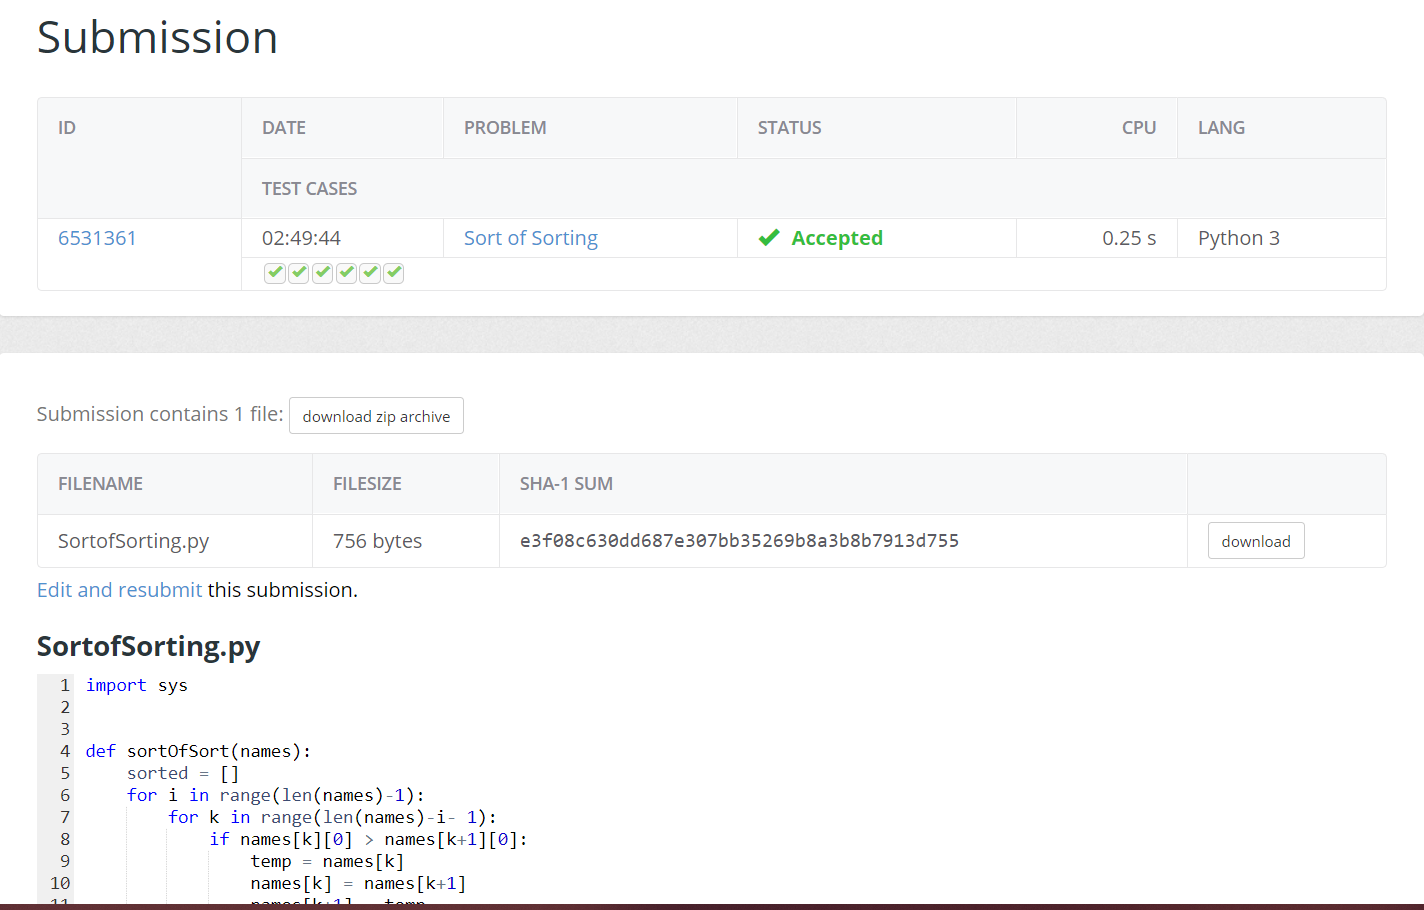 Submission
ID DATE PROBLEM STATUS CPU LANG
TEST CASES
6531361 02:49:44 Sort of Sorting Accepted 0.25 s Python 3
Submission contains 1 file: download zip archive
FILENAME FILESIZE SHA-1 SUM
SortofSorting.py 756 bytes e3f08c630dd687e307bb35269b8a3b8b7913d755 download
Edit and resubmit this submission.
SortofSorting.py
1 import sys
2
3
4 def sortOfSort(names):
5 sorted = []
6 for i in range(len(names)-1):
7 for k in range(len(names)-i- 1):
8 if names[k][0] > names[k+1][0]:
9 temp = names[k]
10 names[k] = names[k+1]
11 names[k+1] = temp